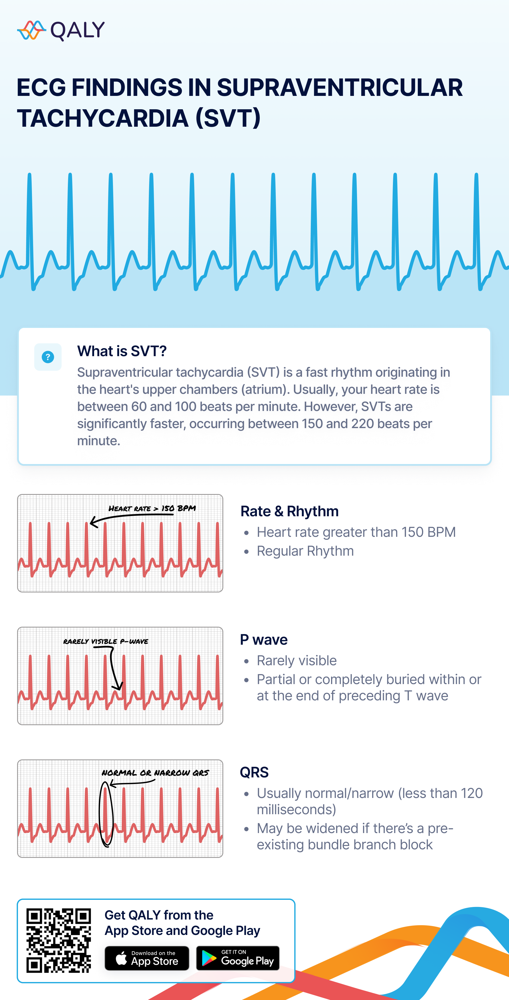 QALY
ECG FINDINGS IN SUPRAVENTRICULAR
TACHYCARDIA (SVT)
?
What is SVT?
Supraventricular tachycardia (SVT) is a fast rhythm originating in
the heart's upper chambers (atrium). Usually, your heart rate is
between 60 and 100 beats per minute. However, SVTs are
significantly faster, occurring between 150 and 220 beats per
minute.
HEART RATE > 150 BPM
Rate & Rhythm
• Heart rate greater than 150 BPM
• Regular Rhythm
RARELY VISIBLE P-WAVE
P wave
• Rarely visible
• Partial or completely buried within or
at the end of preceding T wave
NORMAL OR NARROW QRS
QRS
• Usually normal/narrow (less than 120
milliseconds)
• May be widened if there’s a pre-
existing bundle branch block
Get QALY from the
App Store and Google Play
Download on the
App Store
GET IT ON
Google Play